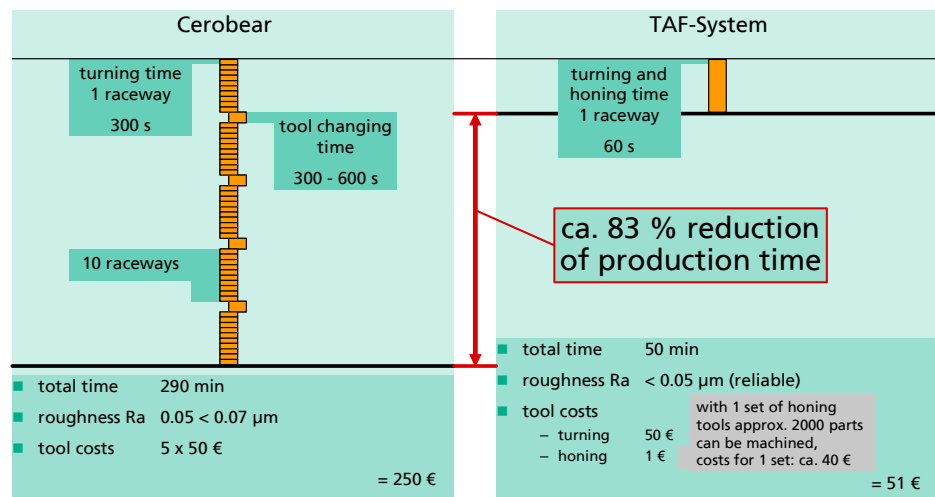 Cerobear
turning time
1 raceway
300 s
tool changing
time
300 - 600 s
10 raceways
■ total time 290 min
■ roughness Ra 0.05 < 0.07 µm
■ tool costs 5 x 50 €
= 250 €
TAF-System
turning and
honing time
1 raceway
60 s
ca. 83 % reduction
of production time
■ total time 50 min
■ roughness Ra < 0.05 µm (reliable)
■ tool costs
– turning 50 €
– honing 1 €
with 1 set of honing
tools approx. 2000 parts
can be machined,
costs for 1 set: ca. 40 €
= 51 €